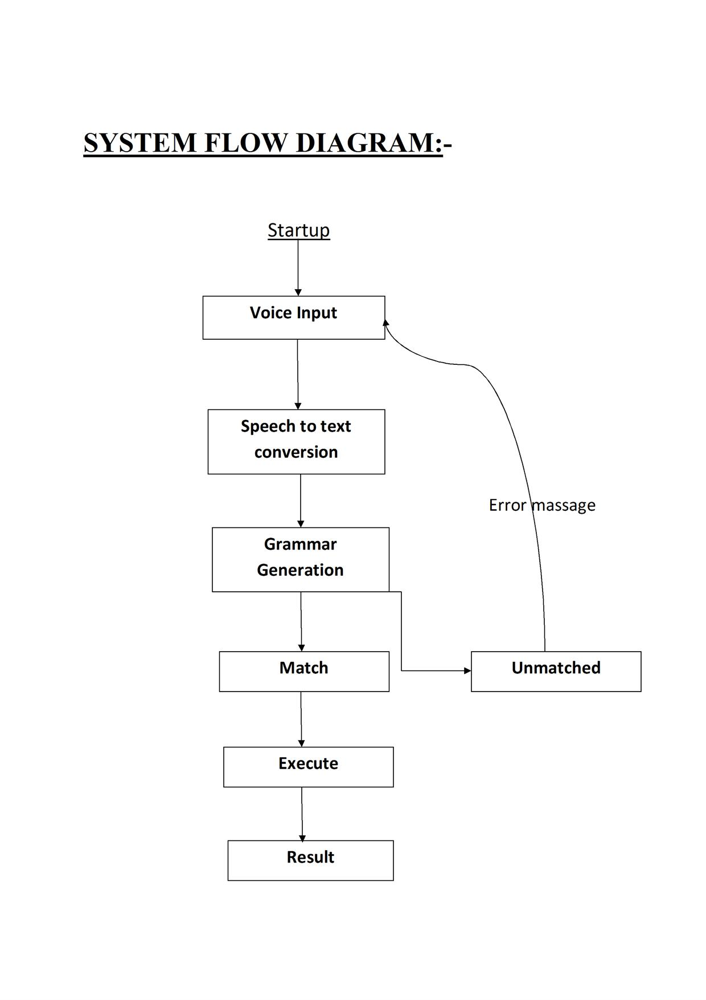 SYSTEM FLOW DIAGRAM:-
Startup
Voice Input
Speech to text
conversion
Error massage
Grammar
Generation
Match
Unmatched
Execute
Result